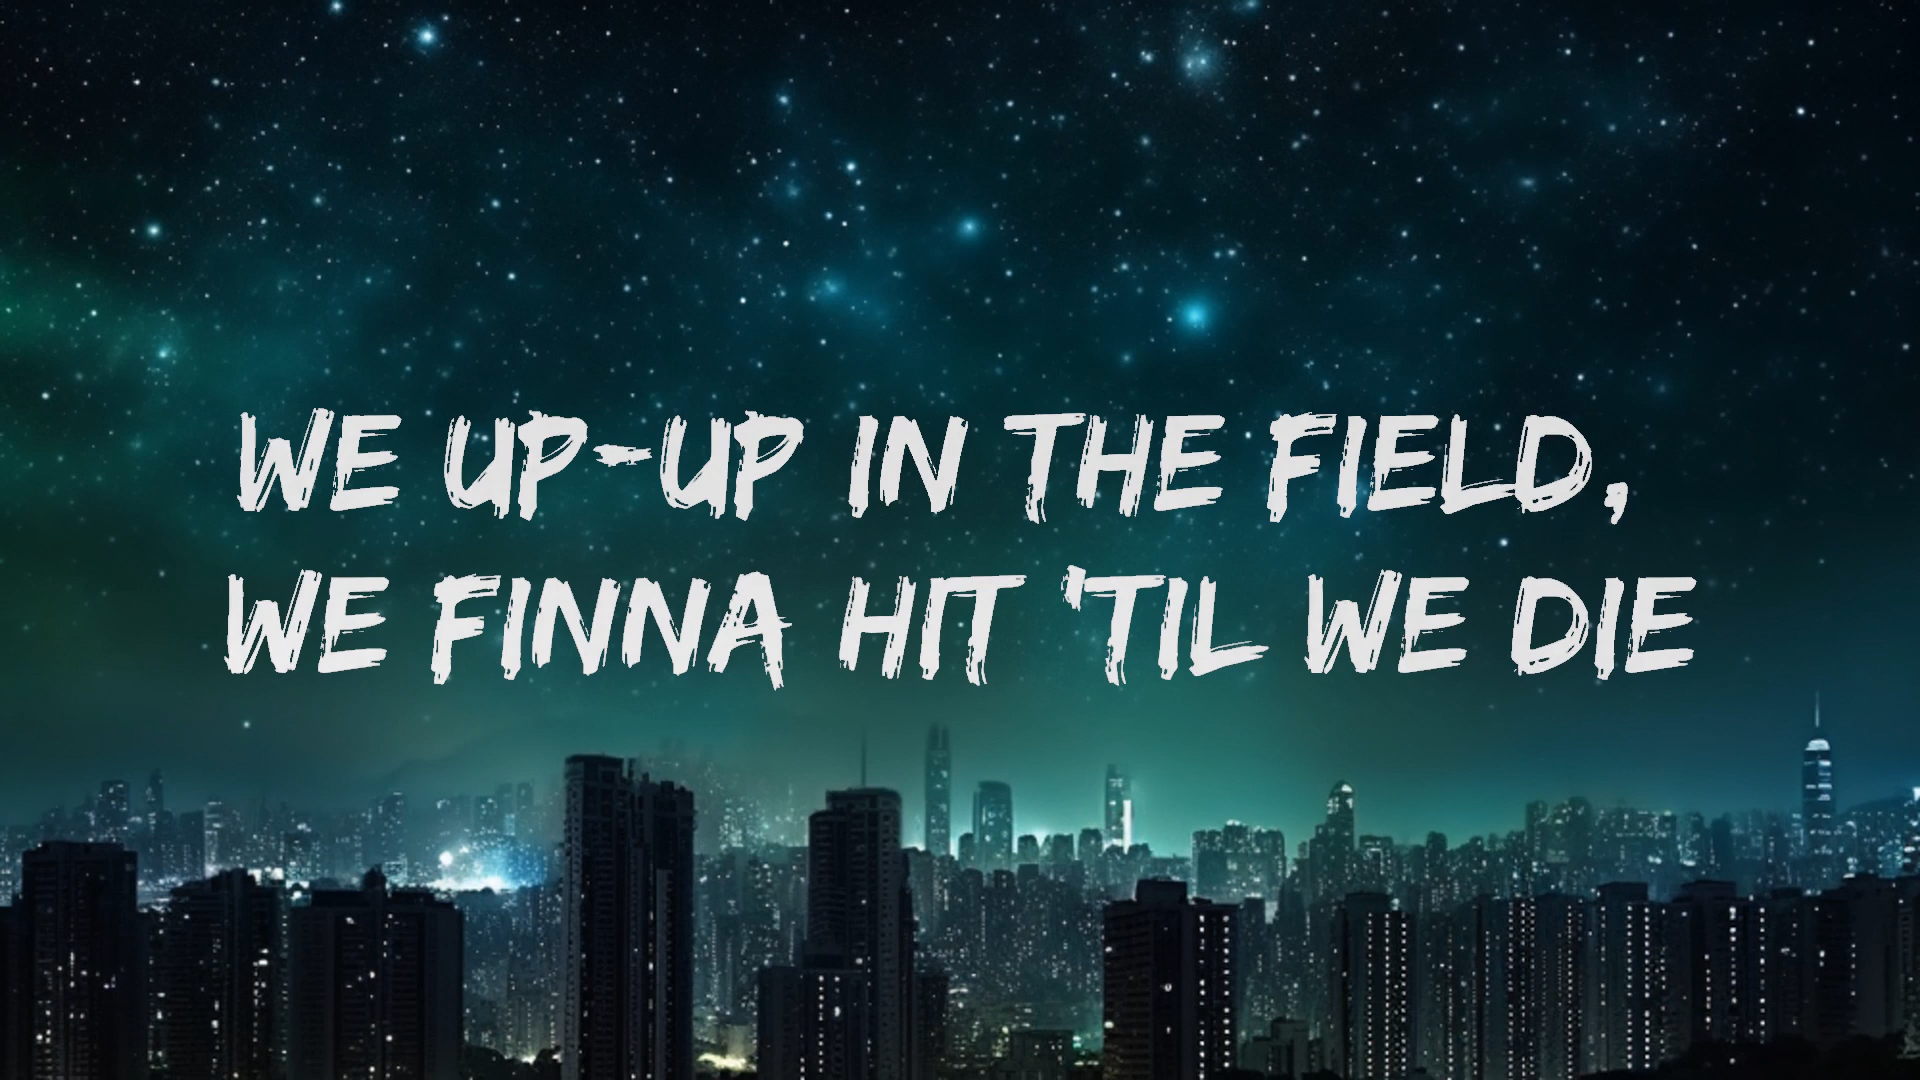 WE UP-UP IN THE FIELD,
WE FINNA HIT 'TIL WE DIE